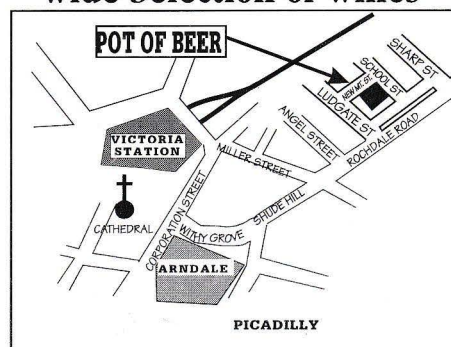 wide selection of wines
POT OF BEER
SHARP ST
SCHOOL ST
NEW MT. ST.
LUDGATE ST
ANGEL STREET
ROCHDALE ROAD
VICTORIA
STATION
MILLER STREET
SHUDE HILL
CATHEDRAL
CORPORATION STREET
WITHY GROVE
ARNDALE
PICADILLY